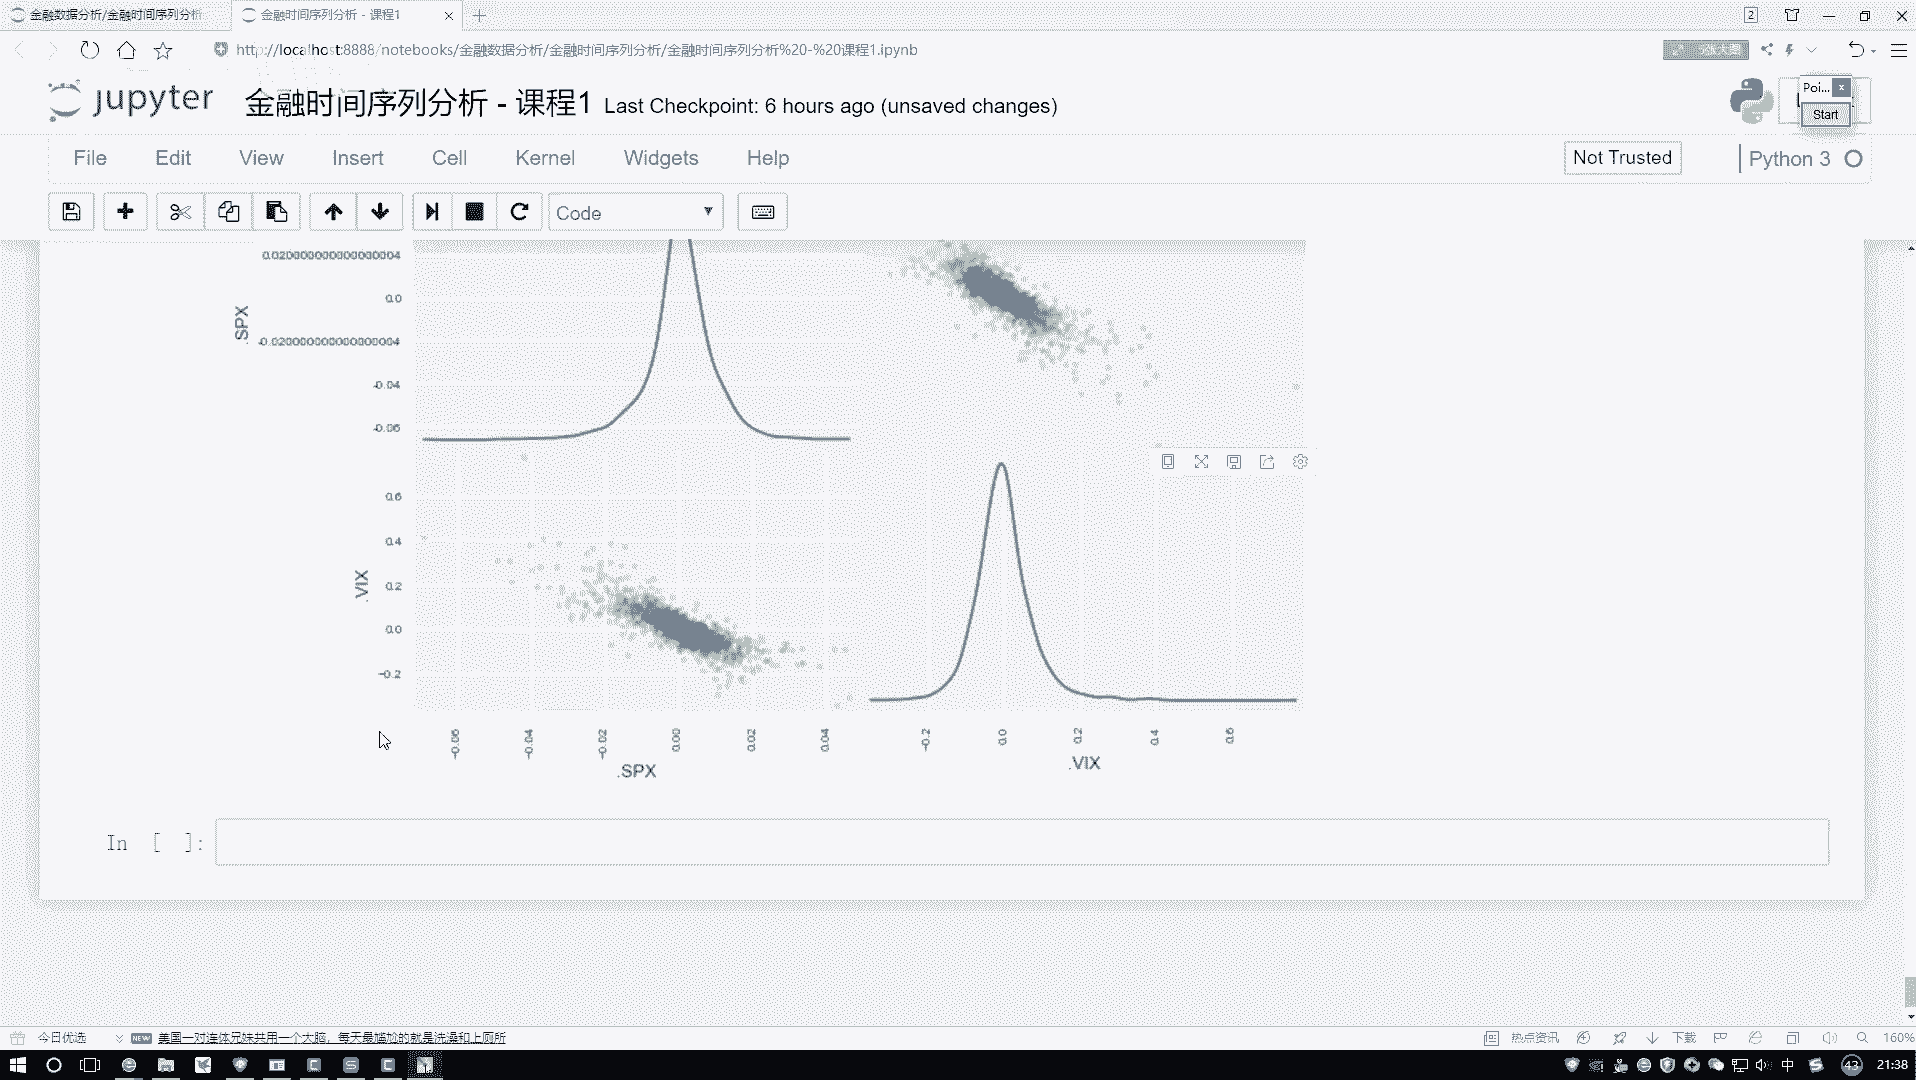 金融数据分析/金融时间序列分析
金融时间序列分析 - 课程1
2
http://localhost:8888/notebooks/金融数据分析/金融时间序列分析/金融时间序列分析%20-%20课程1.ipynb
jupyter 金融时间序列分析 - 课程1 Last Checkpoint: 6 hours ago (unsaved changes)
Poi...
Start
File Edit View Insert Cell Kernel Widgets Help
Not Trusted
Python 3
Code
0.020000000000000004
0.0
-0.020000000000000004
-0.04
-0.06
.SPX
0.6
0.4
0.2
0.0
-0.2
.VIX
-0.06 -0.04 -0.02 0.00 0.02 0.04
.SPX
-0.2 0.0 0.2 0.4 0.6
.VIX
In [ ]:
今日优选
NEW
美国一对连体兄妹共用一个大脑，每天最尴尬的就是洗澡和上厕所
热点资讯
下载
160%
中
43
21:38